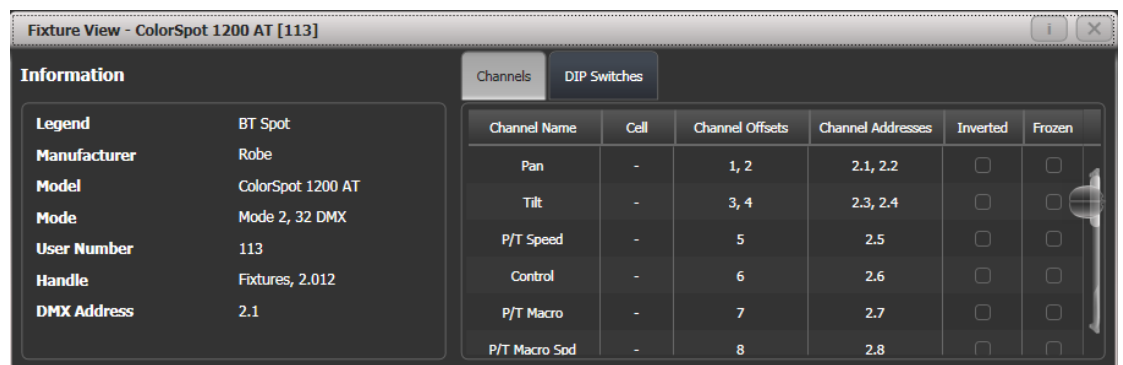 Fixture View - ColorSpot 1200 AT [113]
i
Information
Legend BT Spot
Manufacturer Robe
Model ColorSpot 1200 AT
Mode Mode 2, 32 DMX
User Number 113
Handle Fixtures, 2.012
DMX Address 2.1
Channels DIP Switches
Channel Name Cell Channel Offsets Channel Addresses Inverted Frozen
Pan - 1, 2 2.1, 2.2
Tilt - 3, 4 2.3, 2.4
P/T Speed - 5 2.5
Control - 6 2.6
P/T Macro - 7 2.7
P/T Macro Spd - 8 2.8